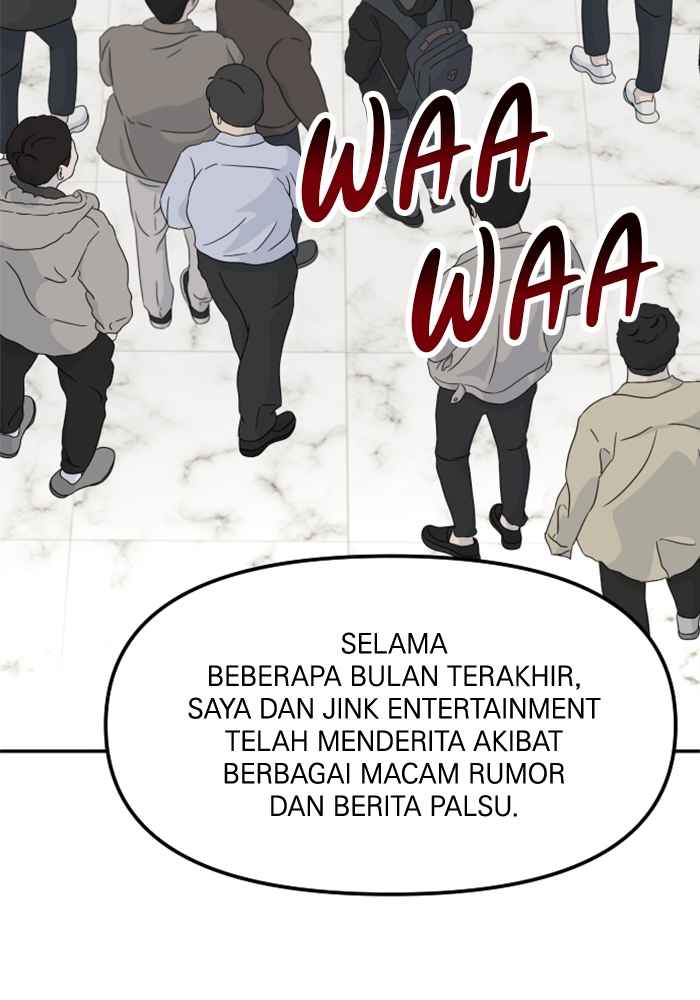 WAA
WAA
SELAMA
BEBERAPA BULAN TERAKHIR,
SAYA DAN JINK ENTERTAINMENT
TELAH MENDERITA AKIBAT
BERBAGAI MACAM RUMOR
DAN BERITA PALSU.